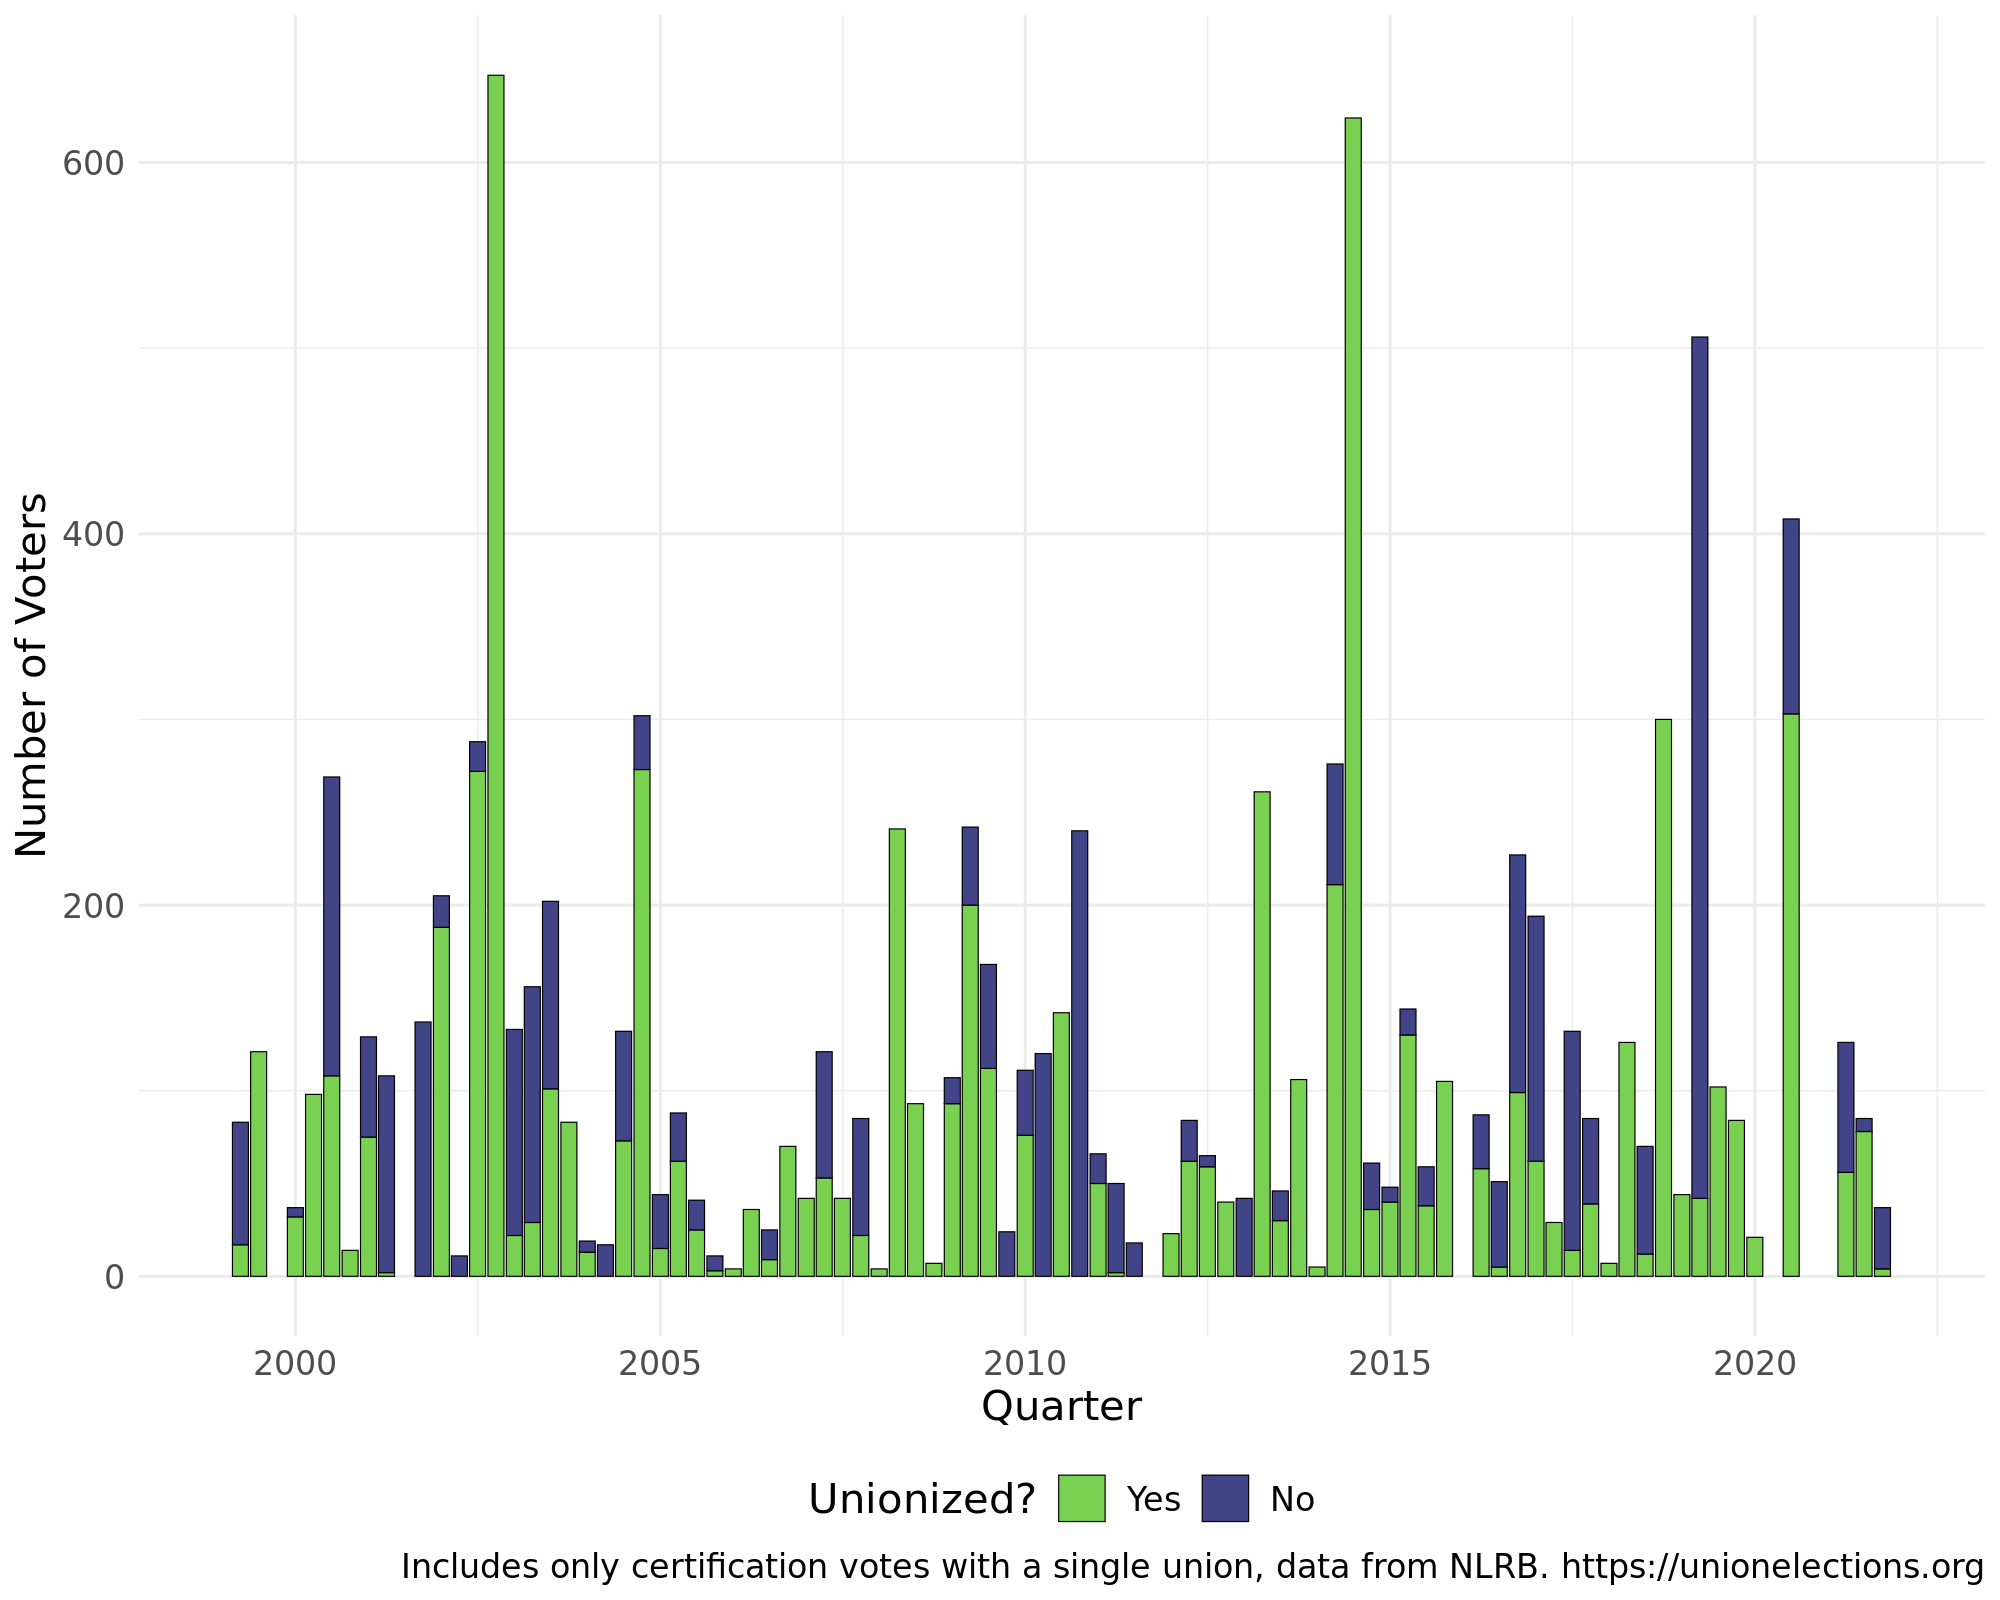 600
400
200
0
Number of Voters
2000 2005 2010 2015 2020
Quarter
Unionized? Yes No
Includes only certification votes with a single union, data from NLRB. https://unionelections.org